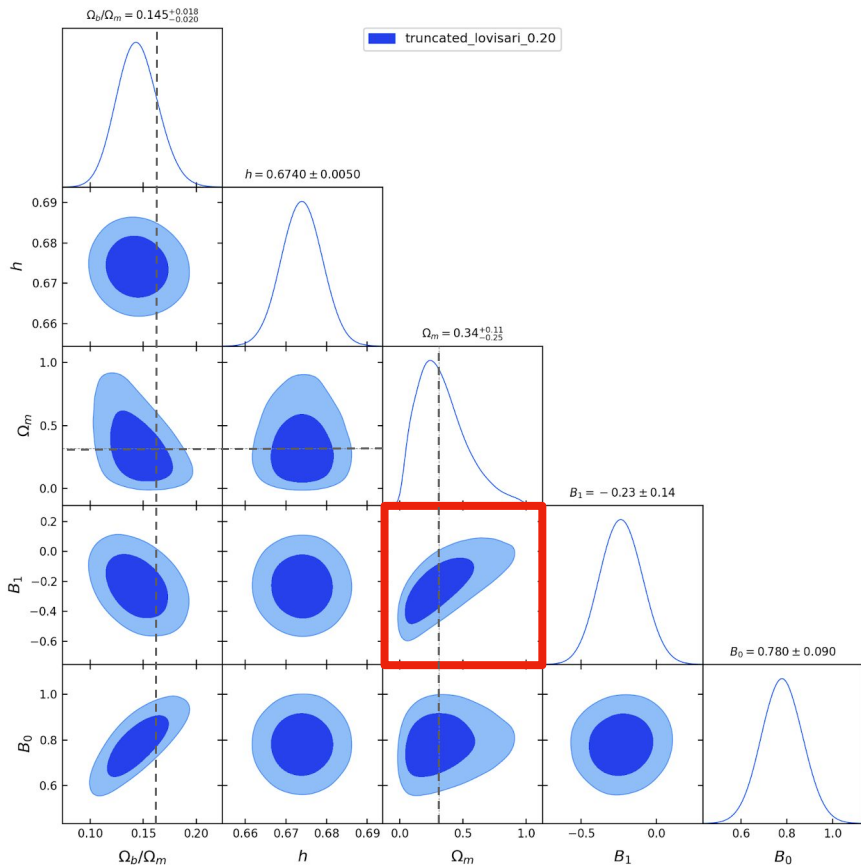 Ω_b/Ω_m = 0.145^{+0.018}_{-0.020}
truncated_lovisari_0.20
h = 0.6740 ± 0.0050
0.69
0.68
0.67
0.66
h
Ω_m = 0.34^{+0.11}_{-0.25}
1.0
0.5
0.0
Ω_m
B_1 = −0.23 ± 0.14
0.2
0.0
−0.2
−0.4
−0.6
B_1
B_0 = 0.780 ± 0.090
1.0
0.8
0.6
B_0
0.10 0.15 0.20 0.66 0.67 0.68 0.69 0.0 0.5 1.0 −0.5 0.0 0.6 0.8 1.0
Ω_b/Ω_m h Ω_m B_1 B_0